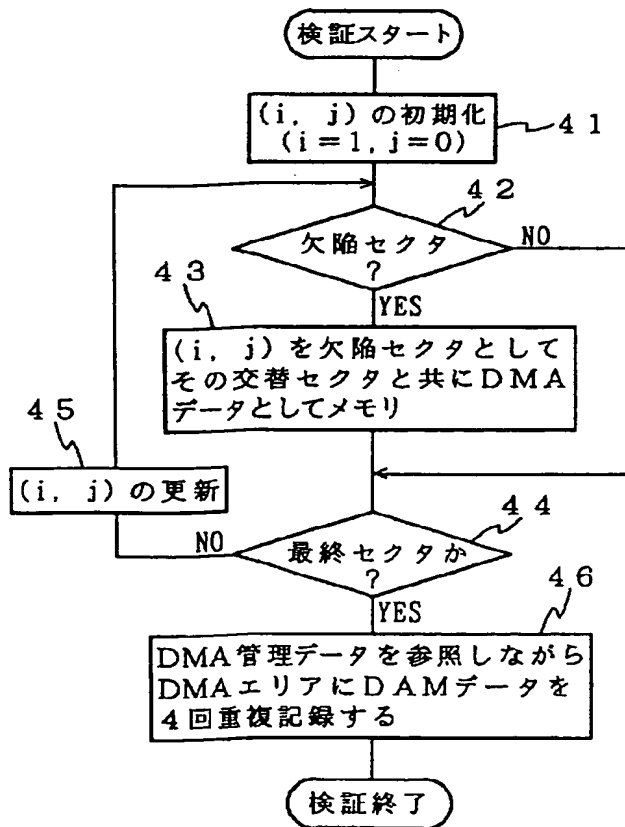 検証スタート
(i, j)の初期化
(i=1,j=0)
41
42
欠陥セクタ
?
NO
43
YES
(i, j)を欠陥セクタとして
その交替セクタと共にDMA
データとしてメモリ
45
(i, j)の更新
44
NO
最終セクタか
?
46
YES
DMA管理データを参照しながら
DMAエリアにDAMデータを
4回重複記録する
検証終了